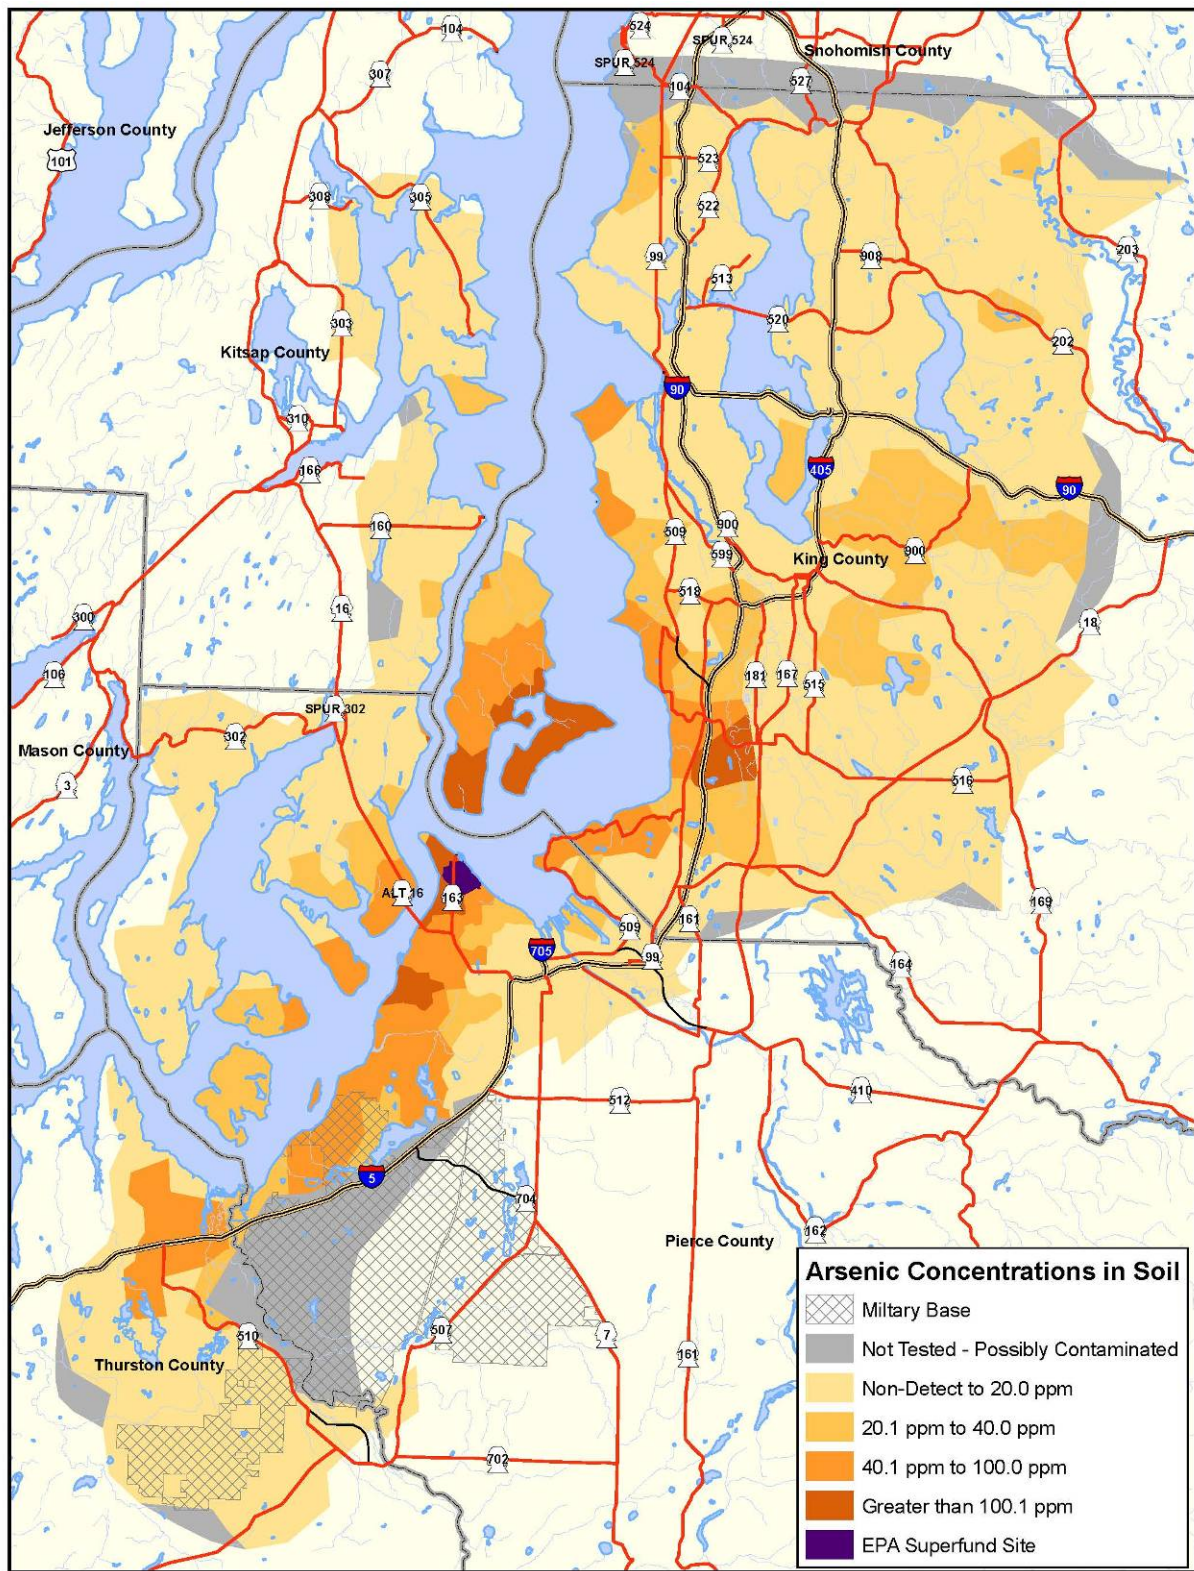 104
524
SPUR 524
SPUR 524
Snohomish County
307
104
527
Jefferson County
101
523
308
305
522
99
513
908
203
303
520
202
Kitsap County
90
310
405
166
90
160
509
900
599
King County
900
518
300
16
18
106
181
167
515
SPUR 302
302
Mason County
3
516
ALT 16
163
169
509
161
705
99
164
410
512
5
704
Pierce County
162
510
507
7
161
Thurston County
702
Arsenic Concentrations in Soil
Miltary Base
Not Tested - Possibly Contaminated
Non-Detect to 20.0 ppm
20.1 ppm to 40.0 ppm
40.1 ppm to 100.0 ppm
Greater than 100.1 ppm
EPA Superfund Site